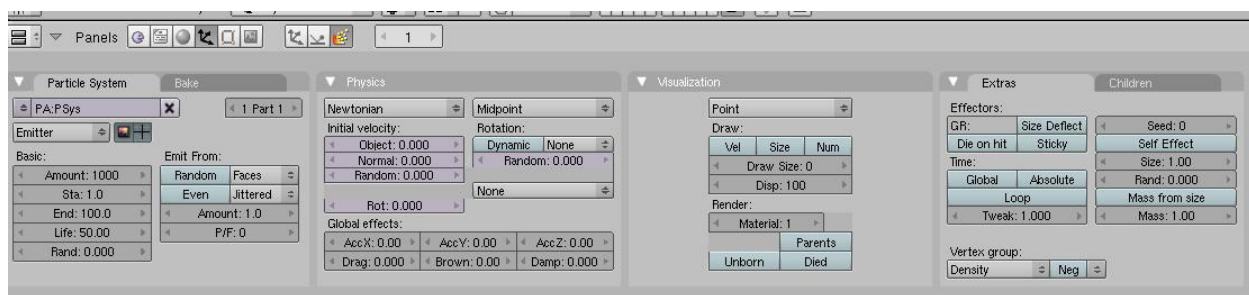 Panels
1
Particle System
Bake
PA:PSys
1 Part 1
Emitter
Basic:
Amount: 1000
Sta: 1.0
End: 100.0
Life: 50.00
Rand: 0.000
Emit From:
Random
Faces
Even
Jittered
Amount: 1.0
P/F: 0
Physics
Newtonian
Midpoint
Initial velocity:
Object: 0.000
Normal: 0.000
Random: 0.000
Rot: 0.000
Rotation:
Dynamic
None
Random: 0.000
None
Global effects:
AccX: 0.00
AccY: 0.00
AccZ: 0.00
Drag: 0.000
Brown: 0.00
Damp: 0.000
Visualization
Point
Draw:
Vel
Size
Num
Draw Size: 0
Disp: 100
Render:
Material: 1
Parents
Unborn
Died
Extras
Children
Effectors:
GR:
Size Deflect
Die on hit
Sticky
Time:
Global
Absolute
Loop
Tweak: 1.000
Seed: 0
Self Effect
Size: 1.00
Rand: 0.000
Mass from size
Mass: 1.00
Vertex group:
Density
Neg